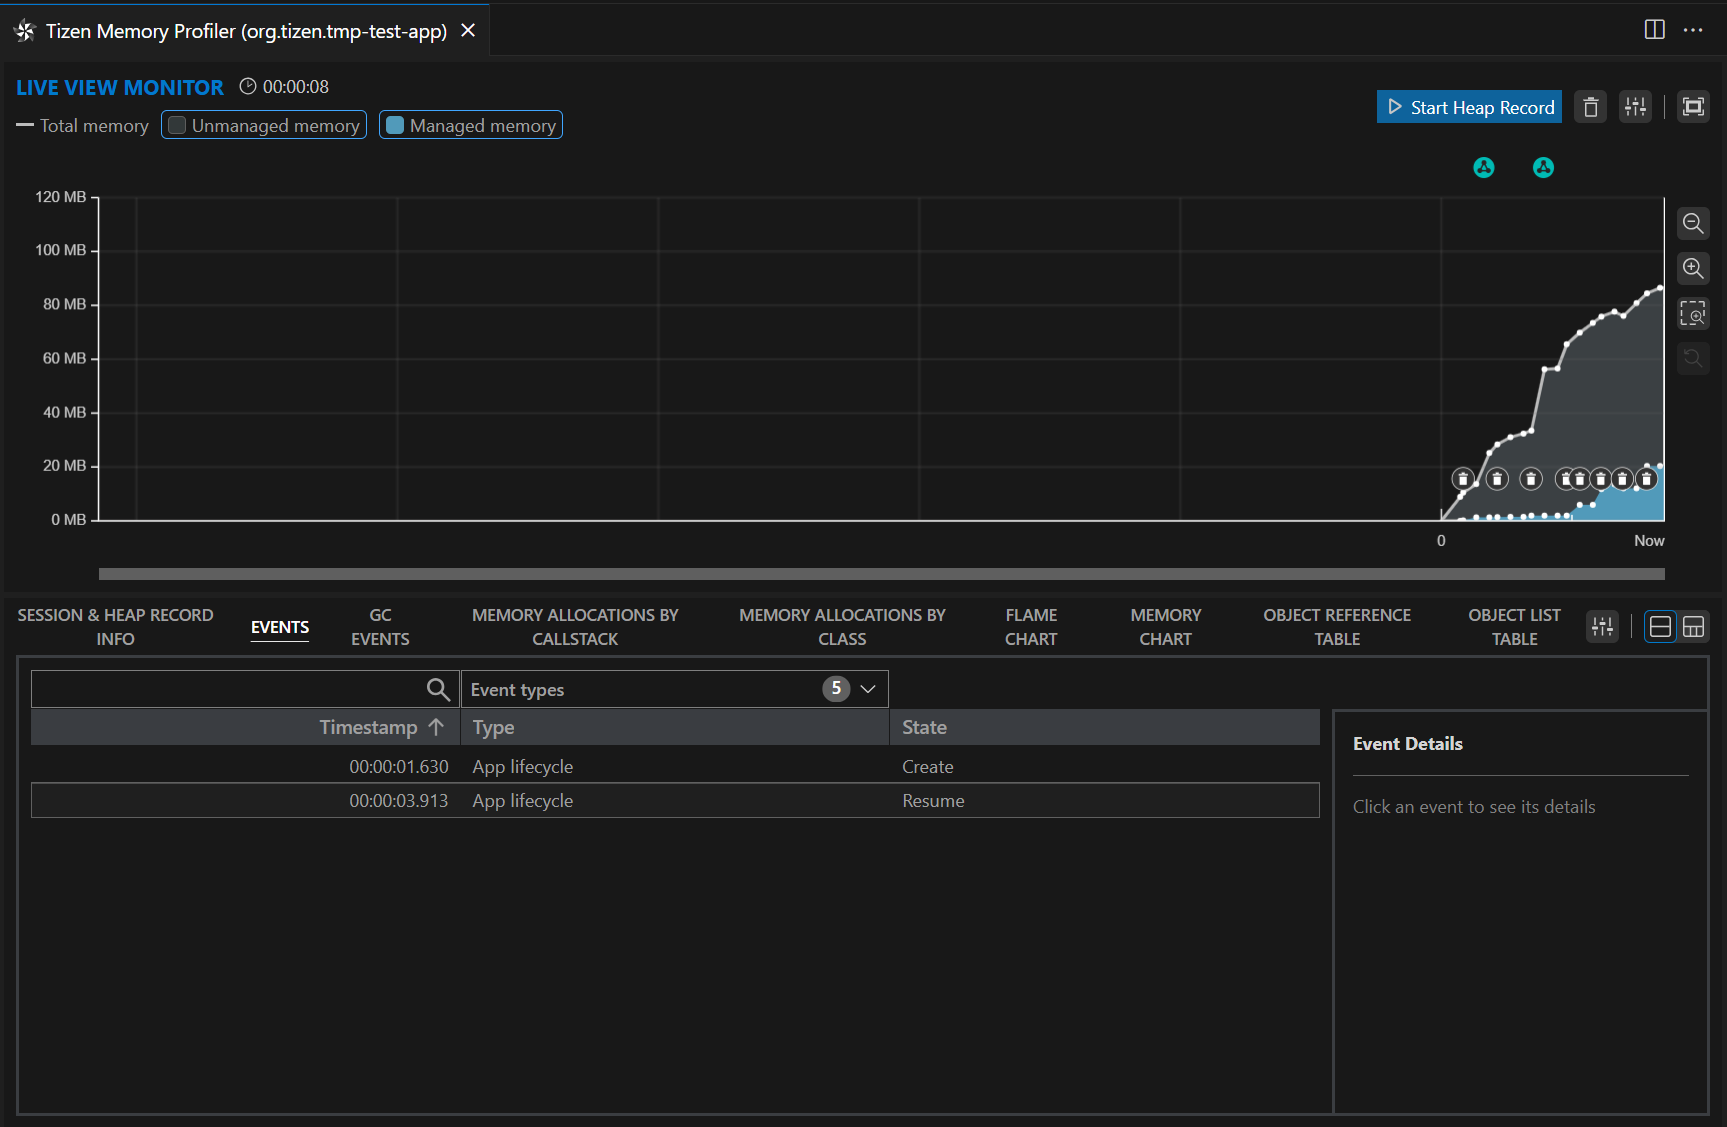 Tizen Memory Profiler (org.tizen.tmp-test-app)
LIVE VIEW MONITOR 00:00:08
Total memory Unmanaged memory Managed memory
Start Heap Record
120 MB
100 MB
80 MB
60 MB
40 MB
20 MB
0 MB
0 Now
SESSION & HEAP RECORD INFO
EVENTS
GC EVENTS
MEMORY ALLOCATIONS BY CALLSTACK
MEMORY ALLOCATIONS BY CLASS
FLAME CHART
MEMORY CHART
OBJECT REFERENCE TABLE
OBJECT LIST TABLE
Event types 5
Timestamp Type State
00:00:01.630 App lifecycle Create
00:00:03.913 App lifecycle Resume
Event Details
Click an event to see its details